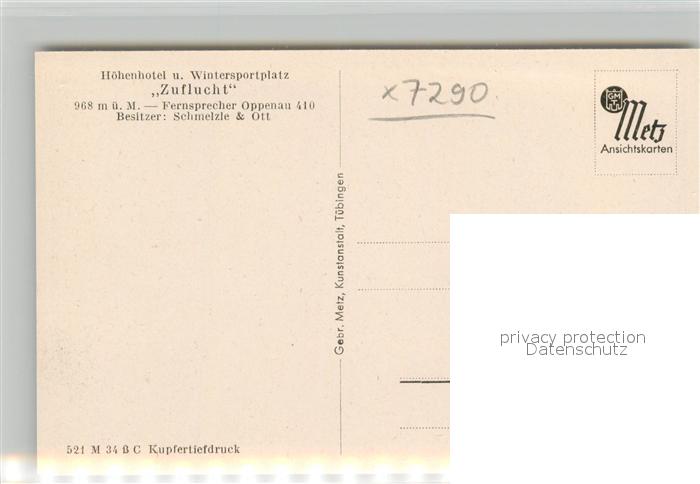 Höhenhotel u. Wintersportplatz
„Zuflucht“
968 m ü. M. — Fernsprecher Oppenau 410
Besitzer: Schmelzle & Ott
x7290
GM
T
Metz
Ansichtskarten
Gebr. Metz, Kunstanstalt, Tübingen
privacy protection
Datenschutz
521 M 34 ß C Kupfertiefdruck